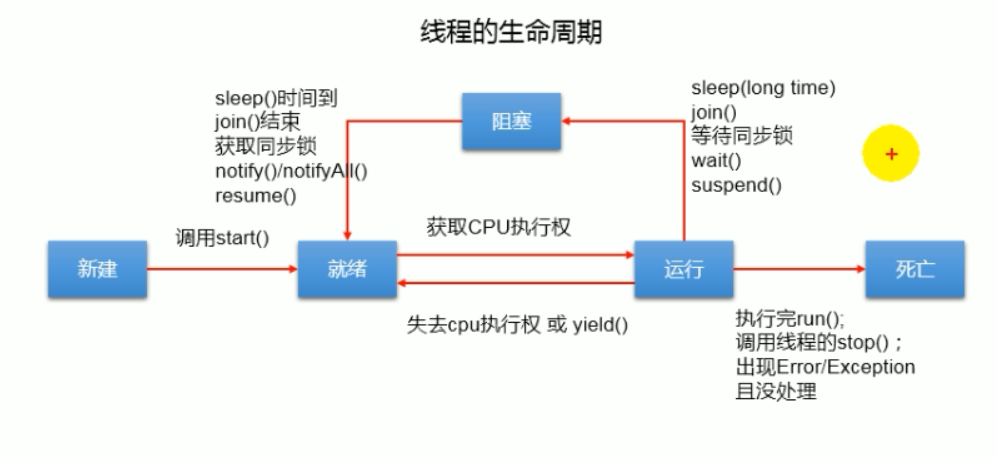 线程的生命周期
sleep()时间到
join()结束
获取同步锁
notify()/notifyAll()
resume()
阻塞
sleep(long time)
join()
等待同步锁
wait()
suspend()
调用start()
获取CPU执行权
新建
就绪
运行
死亡
失去cpu执行权 或 yield()
执行完run();
调用线程的stop() ;
出现Error/Exception
且没处理